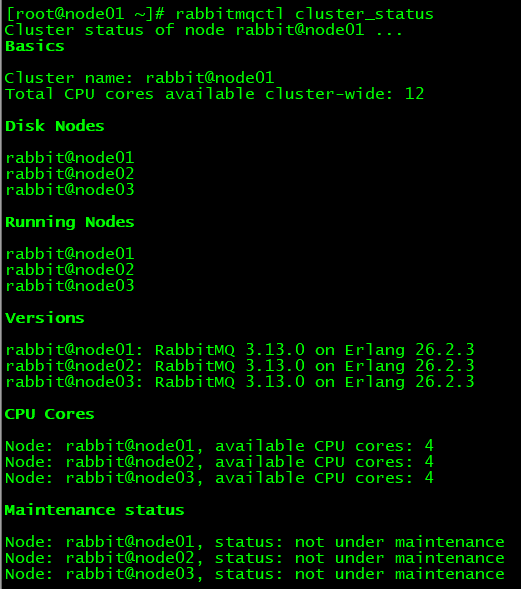 [root@node01 ~]# rabbitmqctl cluster_status
Cluster status of node rabbit@node01 ...
Basics
Cluster name: rabbit@node01
Total CPU cores available cluster-wide: 12
Disk Nodes
rabbit@node01
rabbit@node02
rabbit@node03
Running Nodes
rabbit@node01
rabbit@node02
rabbit@node03
Versions
rabbit@node01: RabbitMQ 3.13.0 on Erlang 26.2.3
rabbit@node02: RabbitMQ 3.13.0 on Erlang 26.2.3
rabbit@node03: RabbitMQ 3.13.0 on Erlang 26.2.3
CPU Cores
Node: rabbit@node01, available CPU cores: 4
Node: rabbit@node02, available CPU cores: 4
Node: rabbit@node03, available CPU cores: 4
Maintenance status
Node: rabbit@node01, status: not under maintenance
Node: rabbit@node02, status: not under maintenance
Node: rabbit@node03, status: not under maintenance